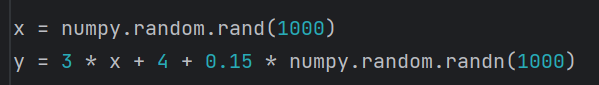 x = numpy.random.rand(1000)
y = 3 * x + 4 + 0.15 * numpy.random.randn(1000)